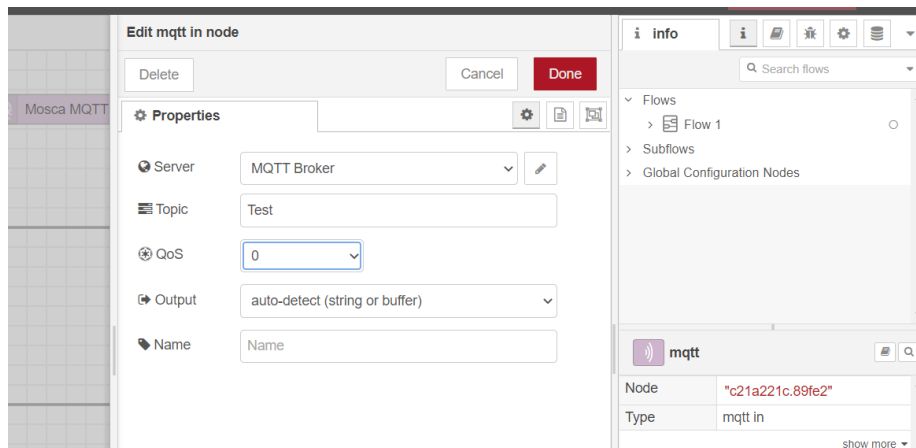 Edit mqtt in node
Delete
Cancel
Done
Properties
Mosca MQTT
Server
MQTT Broker
Topic
Test
QoS
0
Output
auto-detect (string or buffer)
Name
Name
i info
i
Search flows
Flows
Flow 1
Subflows
Global Configuration Nodes
mqtt
Node "c21a221c.89fe2"
Type mqtt in
show more